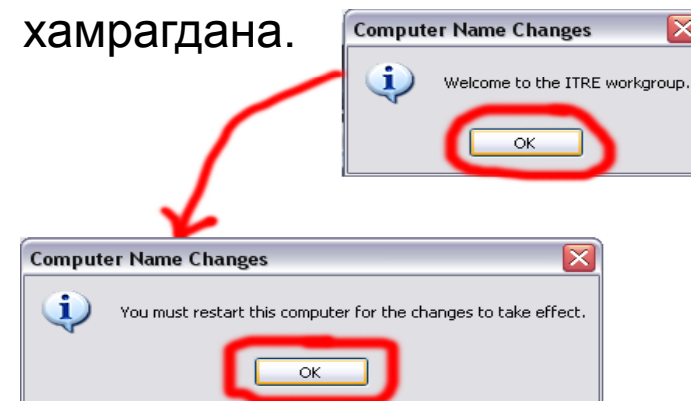 хамрагдана.
Computer Name Changes
Welcome to the ITRE workgroup.
OK
Computer Name Changes
You must restart this computer for the changes to take effect.
OK